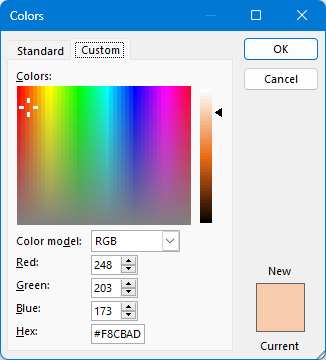 Colors
Standard
Custom
OK
Cancel
Colors:
Color model: RGB
Red: 248
Green: 203
Blue: 173
Hex: #F8CBAD
New
Current